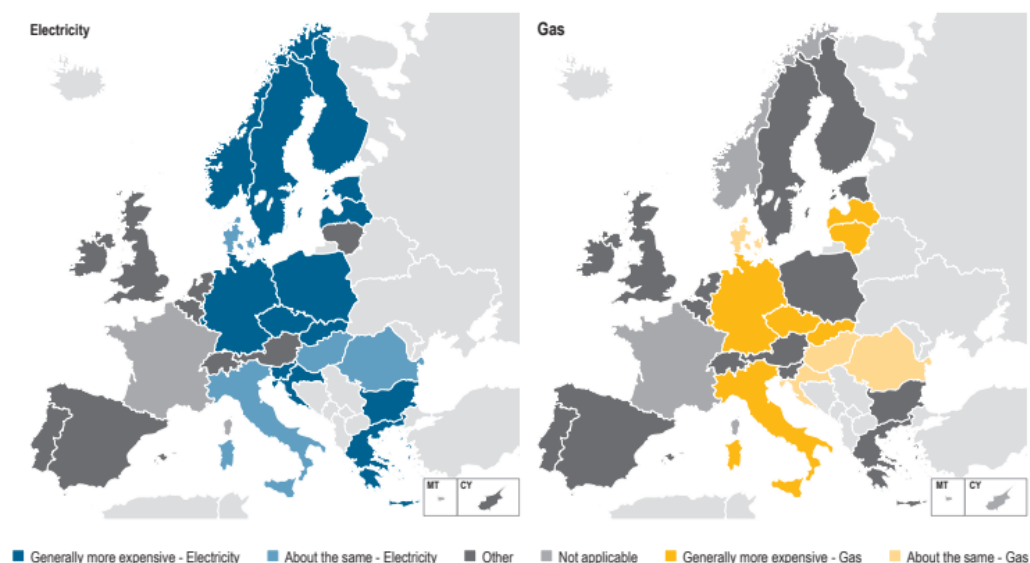 Electricity
Gas
MT CY
MT CY
Generally more expensive - Electricity About the same - Electricity Other Not applicable Generally more expensive - Gas About the same - Gas